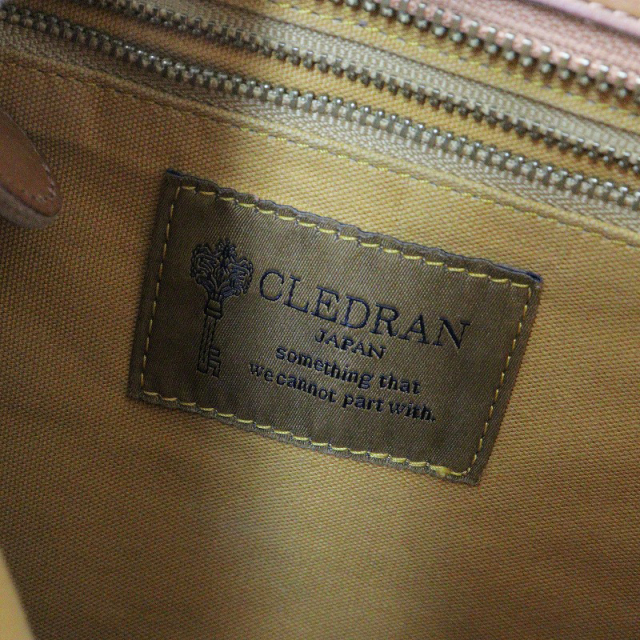 CLEDRAN
JAPAN
something that
we cannot part with.